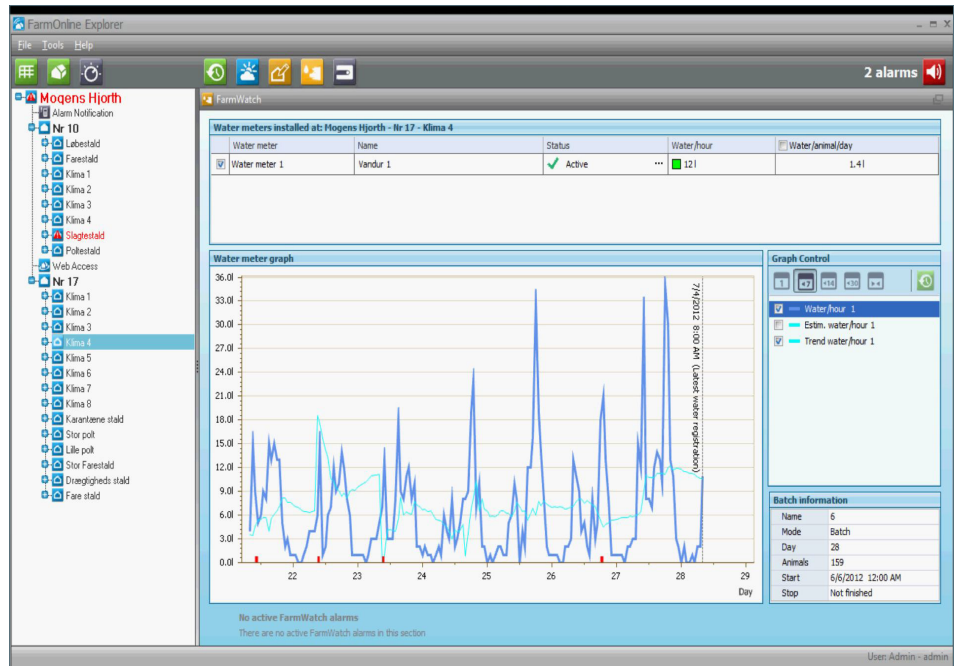 FarmOnline Explorer
File Tools Help
2 alarms
Mogens Hjorth
Alarm Notification
Nr 10
Løbestald
Farestald
Klima 1
Klima 2
Klima 3
Klima 4
Slagtestald
Poltestald
Web Access
Nr 17
Klima 1
Klima 2
Klima 3
Klima 4
Klima 5
Klima 6
Klima 7
Klima 8
Karantæne stald
Stor polt
Lille polt
Stor Farestald
Drægtigheds stald
Fare stald
FarmWatch
Water meters installed at: Mogens Hjorth - Nr 17 - Klima 4
Water meter Name Status Water/hour Water/animal/day
Water meter 1 Vandur 1 Active ... 12 l 1.4 l
Water meter graph
36.0l
33.0l
30.0l
27.0l
24.0l
21.0l
18.0l
15.0l
12.0l
9.0l
6.0l
3.0l
0.0l
22 23 24 25 26 27 28 29
Day
7/4/2012 8:00 AM (Latest water registration)
Graph Control
1 <7 <14 <30
Water/hour 1
Estim. water/hour 1
Trend water/hour 1
Batch information
Name 6
Mode Batch
Day 28
Animals 159
Start 6/6/2012 12:00 AM
Stop Not finished
No active FarmWatch alarms
There are no active FarmWatch alarms in this section
User: Admin - admin